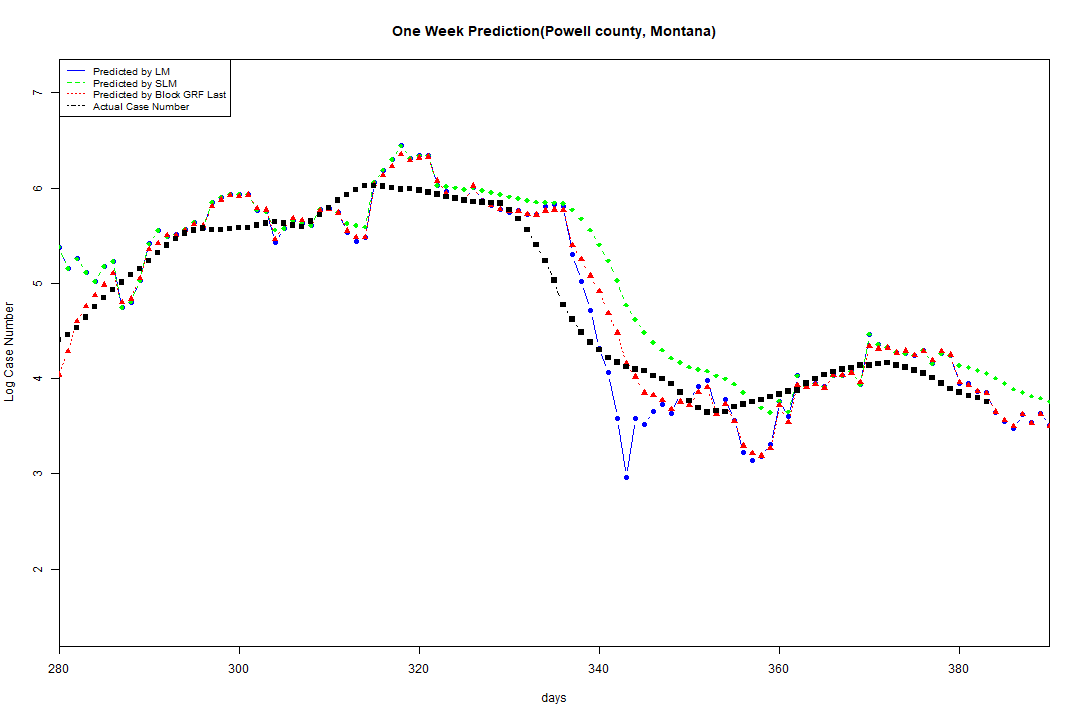 One Week Prediction(Powell county, Montana)
Predicted by LM
Predicted by SLM
Predicted by Block GRF Last
Actual Case Number
7
6
5
4
3
2
Log Case Number
280 300 320 340 360 380
days